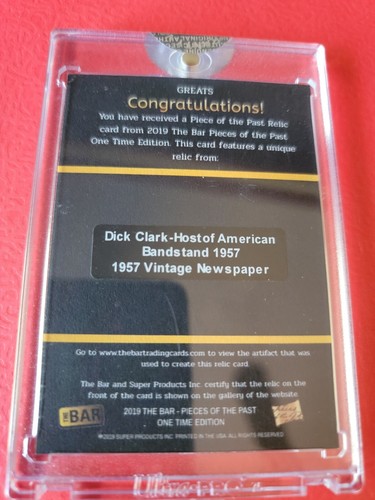 GREATS
Congratulations!
You have received a Piece of the Past Relic
card from 2019 The Bar Pieces of the Past
One Time Edition. This card features a unique
relic from:
Dick Clark-Hostof American
Bandstand 1957
1957 Vintage Newspaper
Go to www.thebartradingcards.com to view the artifact that was
used to create this relic card.
The Bar and Super Products Inc. certify that the relic on the
front of the card is shown on the gallery of the website
THE BAR
2019 THE BAR - PIECES OF THE PAST
ONE TIME EDITION
SUPER PRODUCTS INC. PRINTED IN THE USA. ALL RIGHTS RESERVED.